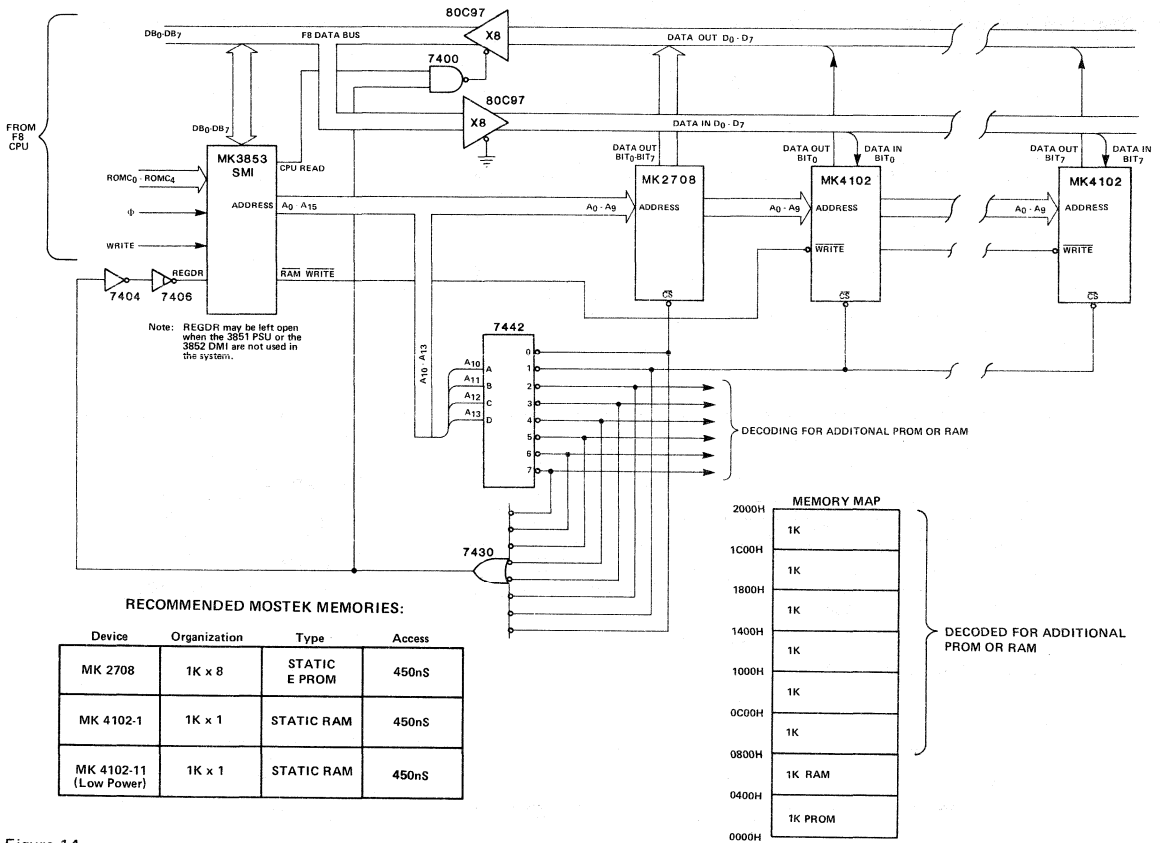 80C97
DB0-DB7
F8 DATA BUS
X8
DATA OUT D0 - D7
7400
80C97
X8
FROM
F8
CPU
DB0-DB7
DATA IN D0 - D7
MK3853
SMI
CPU READ
ROMC0 - ROMC4
ADDRESS
A0 - A15
Φ
WRITE
REGDR
RAM WRITE
7404
7406
Note: REGDR may be left open
when the 3851 PSU or the
3852 DMI are not used in
the system.
DATA OUT
BIT0-BIT7
MK2708
A0 - A9
ADDRESS
CS
DATA OUT
BIT0
DATA IN
BIT0
MK4102
A0 - A9
ADDRESS
WRITE
CS
DATA OUT
BIT7
DATA IN
BIT7
MK4102
A0 - A9
ADDRESS
WRITE
CS
A10 - A13
7442
A10
A11
A12
A13
A
B
C
D
0
1
2
3
4
5
6
7
DECODING FOR ADDITONAL PROM OR RAM
7430
MEMORY MAP
2000H
1K
1C00H
1K
1800H
1K
1400H
1K
1000H
1K
0C00H
1K
0800H
1K RAM
0400H
1K PROM
0000H
DECODED FOR ADDITIONAL
PROM OR RAM
RECOMMENDED MOSTEK MEMORIES:
Device Organization Type Access
MK 2708 1K x 8 STATIC E PROM 450nS
MK 4102-1 1K x 1 STATIC RAM 450nS
MK 4102-11 (Low Power) 1K x 1 STATIC RAM 450nS